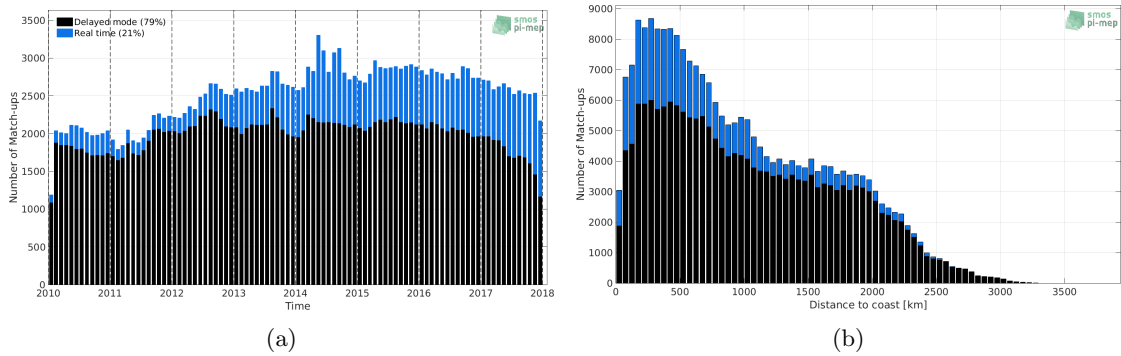 3500
3000
2500
2000
1500
1000
500
0
Number of Match-ups
Delayed mode (79%)
Real time (21%)
smos
pi-mep
2010 2011 2012 2013 2014 2015 2016 2017 2018
Time
(a)
9000
8000
7000
6000
5000
4000
3000
2000
1000
0
Number of Match-ups
smos
pi-mep
0 500 1000 1500 2000 2500 3000 3500
Distance to coast [km]
(b)